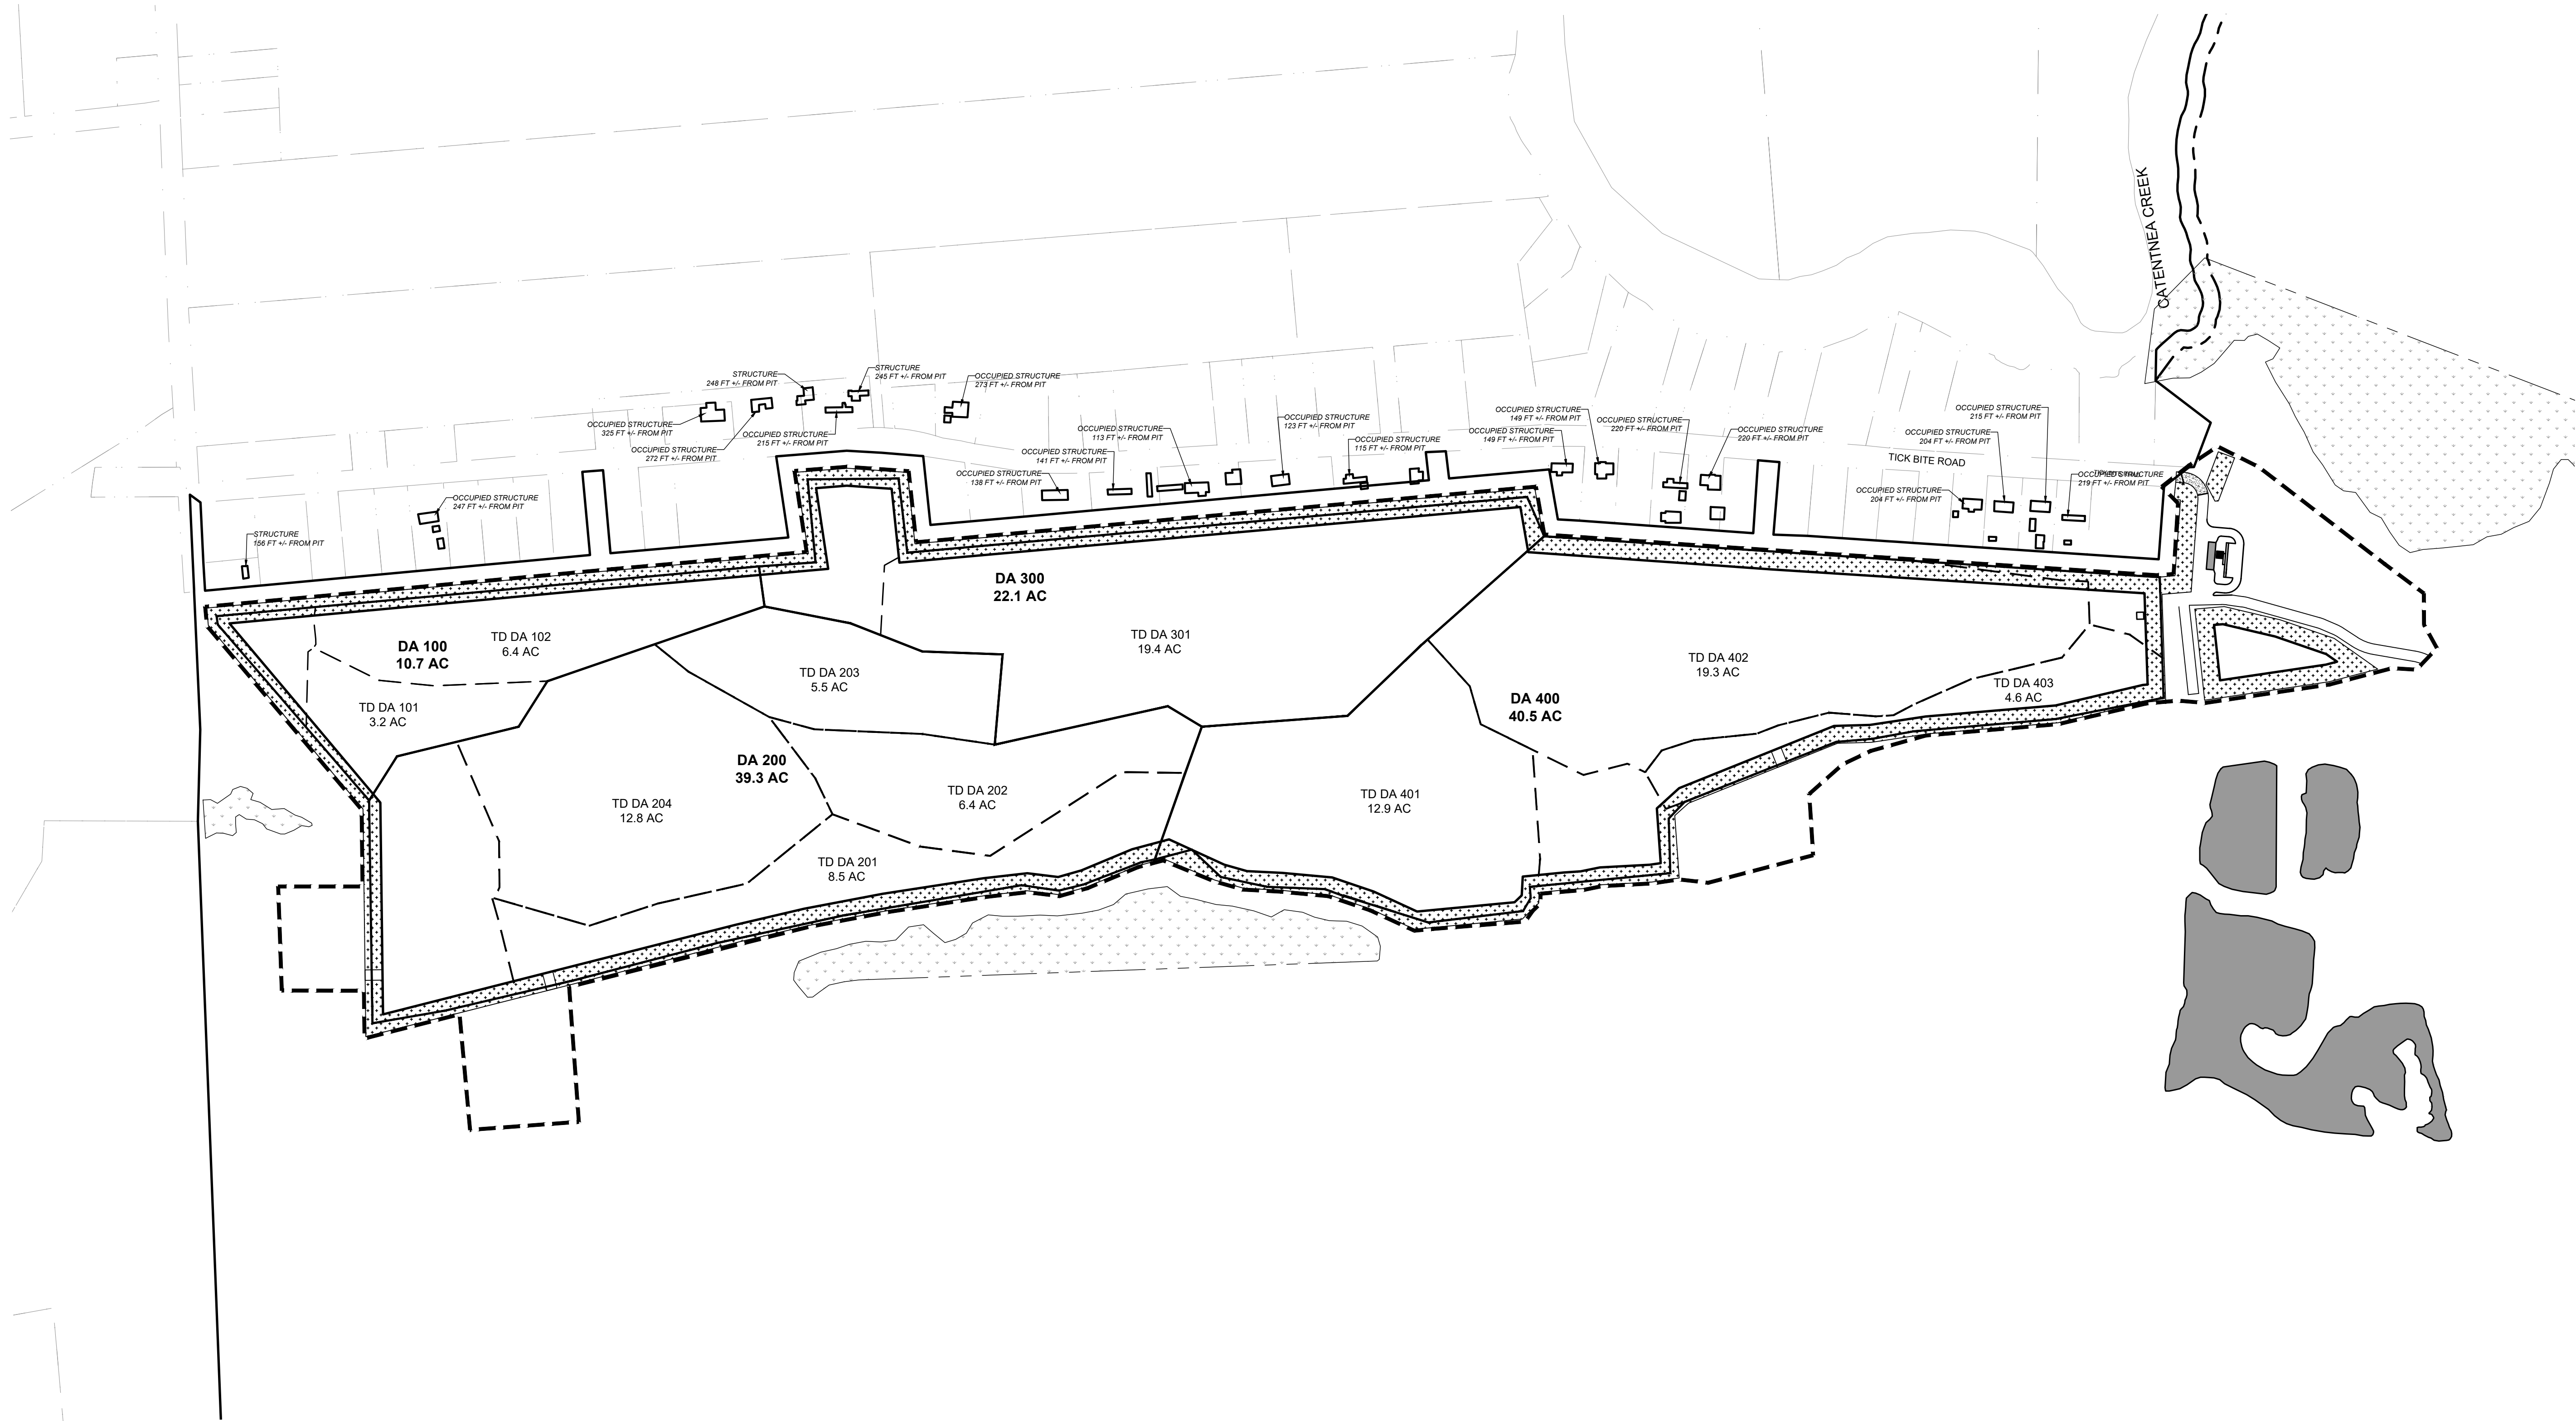 CATENTNEA CREEK
STRUCTURE
248 FT +/- FROM PIT
STRUCTURE
245 FT +/- FROM PIT
OCCUPIED STRUCTURE
273 FT +/- FROM PIT
OCCUPIED STRUCTURE
325 FT +/- FROM PIT
OCCUPIED STRUCTURE
215 FT +/- FROM PIT
OCCUPIED STRUCTURE
272 FT +/- FROM PIT
OCCUPIED STRUCTURE
113 FT +/- FROM PIT
OCCUPIED STRUCTURE
123 FT +/- FROM PIT
OCCUPIED STRUCTURE
115 FT +/- FROM PIT
OCCUPIED STRUCTURE
149 FT +/- FROM PIT
OCCUPIED STRUCTURE
149 FT +/- FROM PIT
OCCUPIED STRUCTURE
220 FT +/- FROM PIT
OCCUPIED STRUCTURE
220 FT +/- FROM PIT
OCCUPIED STRUCTURE
215 FT +/- FROM PIT
OCCUPIED STRUCTURE
204 FT +/- FROM PIT
OCCUPIED STRUCTURE
141 FT +/- FROM PIT
OCCUPIED STRUCTURE
138 FT +/- FROM PIT
TICK BITE ROAD
OCCUPIED STRUCTURE
219 FT +/- FROM PIT
OCCUPIED STRUCTURE
204 FT +/- FROM PIT
OCCUPIED STRUCTURE
247 FT +/- FROM PIT
STRUCTURE
156 FT +/- FROM PIT
DA 300
22.1 AC
DA 100
10.7 AC
TD DA 102
6.4 AC
TD DA 301
19.4 AC
TD DA 402
19.3 AC
TD DA 203
5.5 AC
TD DA 403
4.6 AC
TD DA 101
3.2 AC
DA 400
40.5 AC
DA 200
39.3 AC
TD DA 204
12.8 AC
TD DA 202
6.4 AC
TD DA 401
12.9 AC
TD DA 201
8.5 AC